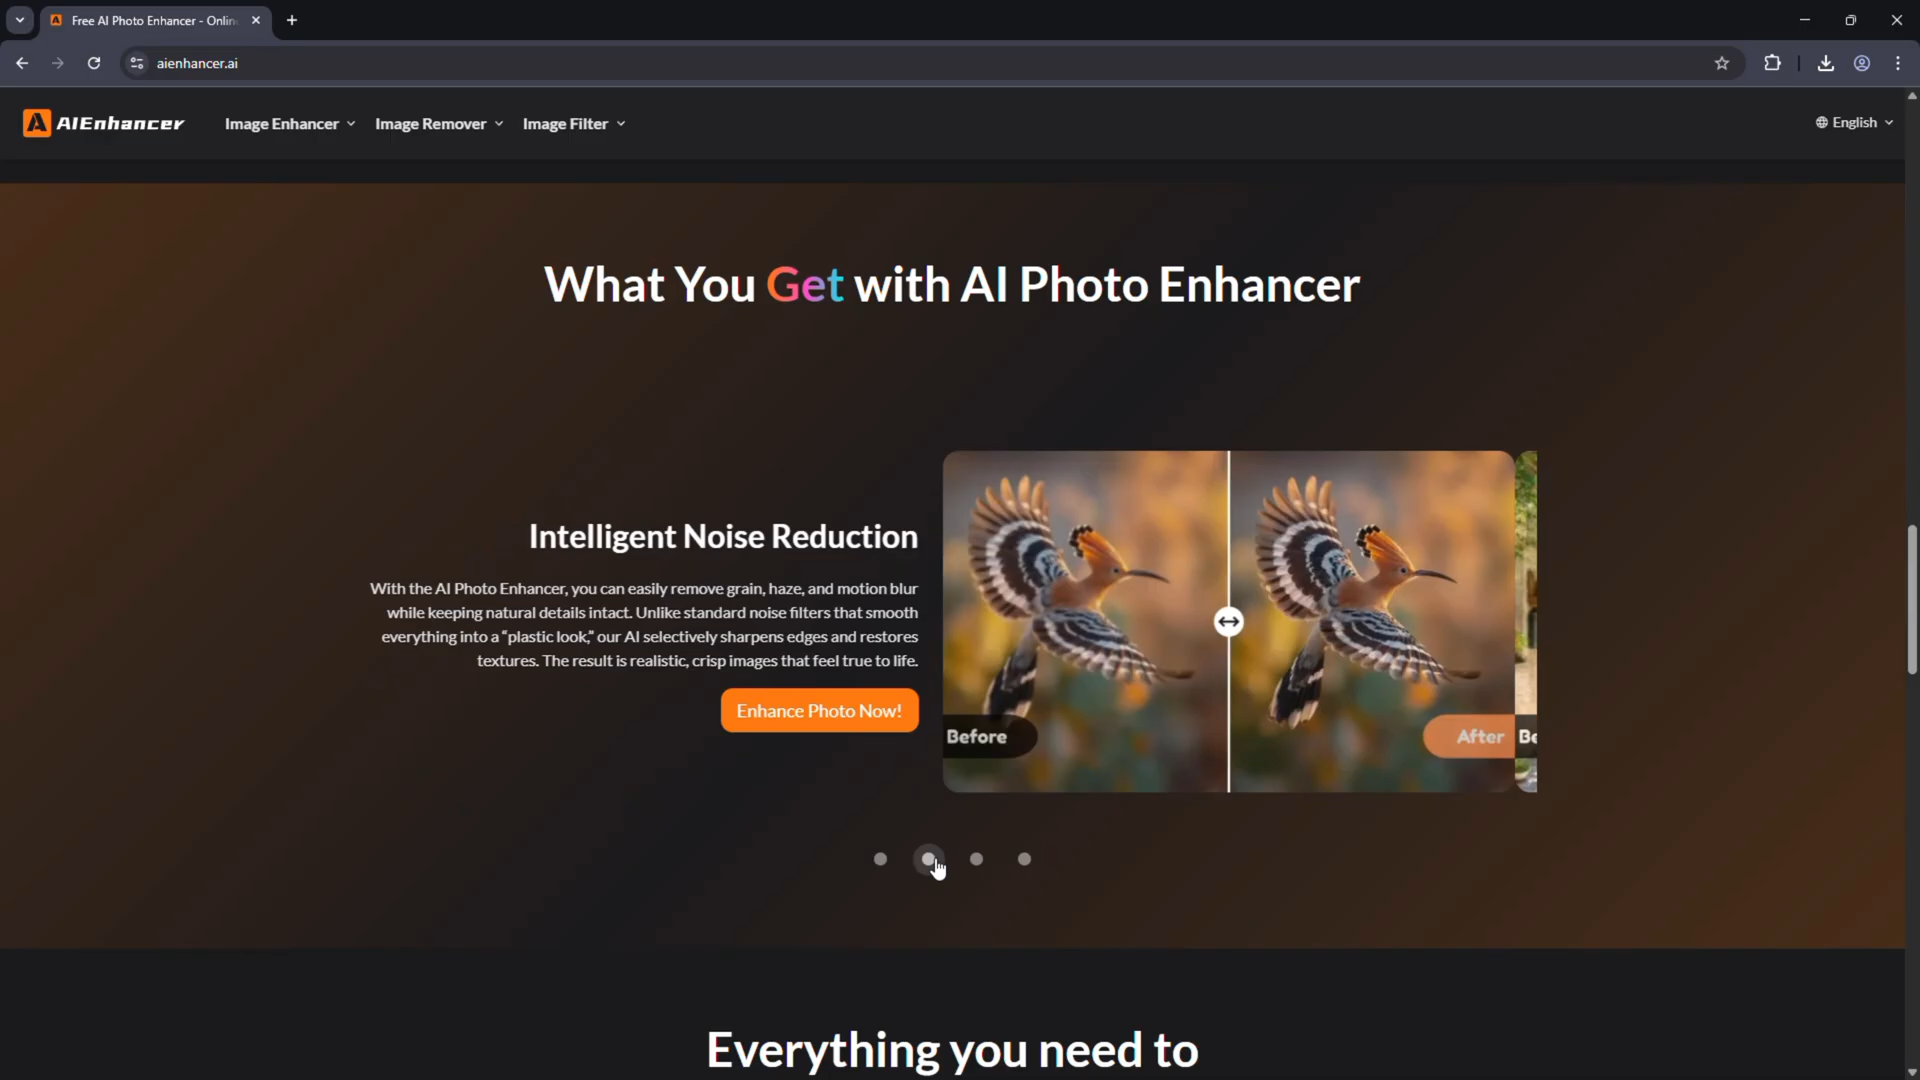 Free AI Photo Enhancer - Onlin
aienhancer.ai
AIEnhancer
Image Enhancer
Image Remover
Image Filter
English
What You Get with AI Photo Enhancer
Intelligent Noise Reduction
With the AI Photo Enhancer, you can easily remove grain, haze, and motion blur
while keeping natural details intact. Unlike standard noise filters that smooth
everything into a “plastic look,” our AI selectively sharpens edges and restores
textures. The result is realistic, crisp images that feel true to life.
Enhance Photo Now!
Before
After
Be
Everything you need to